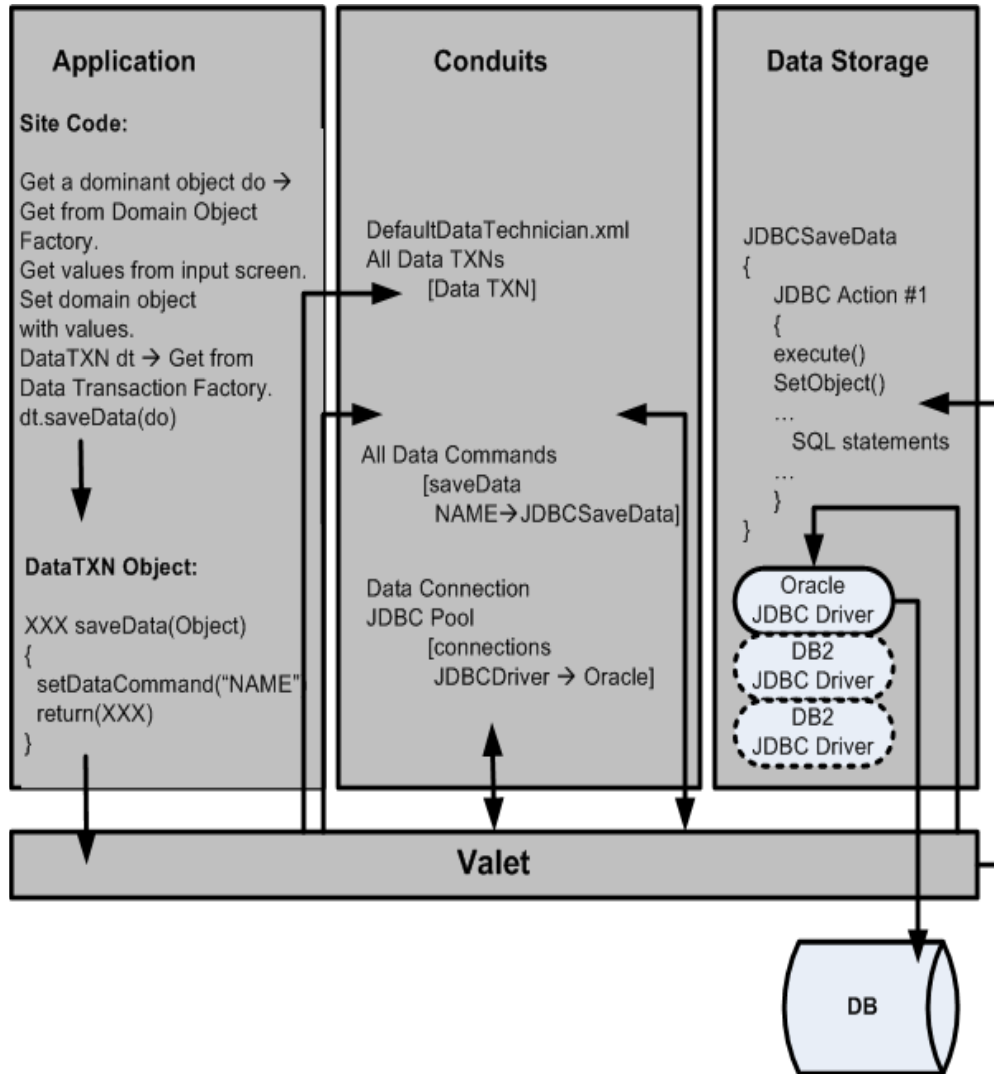 Application
Site Code:
Get a dominant object do →
Get from Domain Object
Factory.
Get values from input screen.
Set domain object
with values.
DataTXN dt → Get from
Data Transaction Factory.
dt.saveData(do)
DataTXN Object:
XXX saveData(Object)
{
setDataCommand(“NAME”
return(XXX)
}
Conduits
DefaultDataTechnician.xml
All Data TXNs
[Data TXN]
All Data Commands
[saveData
NAME→JDBCSaveData]
Data Connection
JDBC Pool
[connections
JDBCDriver → Oracle]
Data Storage
JDBCSaveData
{
JDBC Action #1
{
execute()
SetObject()
...
SQL statements
...
}
}
Oracle
JDBC Driver
DB2
JDBC Driver
DB2
JDBC Driver
Valet
DB